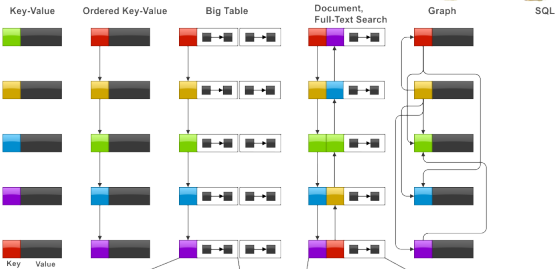 Key-Value
Ordered Key-Value
Big Table
Document,
Full-Text Search
Graph
SQL
Key
Value